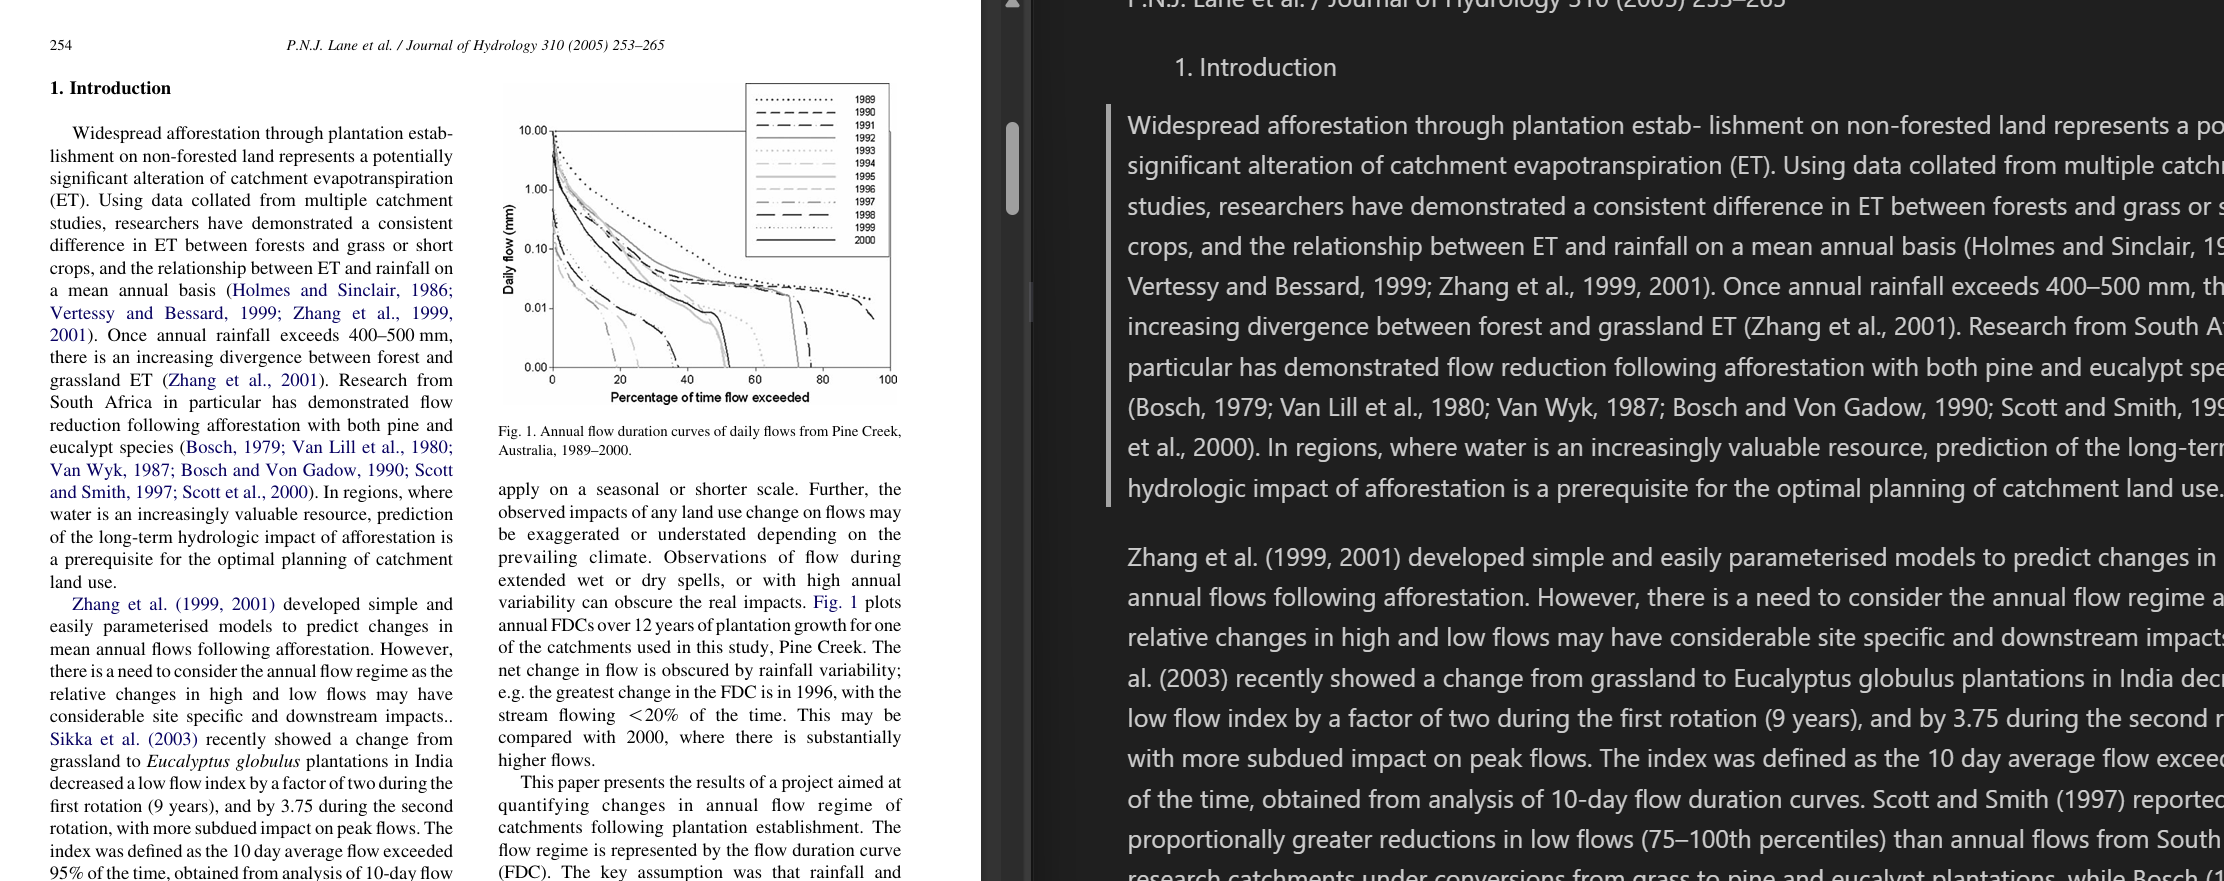 254
P.N.J. Lane et al. / Journal of Hydrology 310 (2005) 253–265
1. Introduction
Widespread afforestation through plantation estab-
lishment on non-forested land represents a potentially
significant alteration of catchment evapotranspiration
(ET). Using data collated from multiple catchment
studies, researchers have demonstrated a consistent
difference in ET between forests and grass or short
crops, and the relationship between ET and rainfall on
a mean annual basis (Holmes and Sinclair, 1986;
Vertessy and Bessard, 1999; Zhang et al., 1999,
2001). Once annual rainfall exceeds 400–500 mm,
there is an increasing divergence between forest and
grassland ET (Zhang et al., 2001). Research from
South Africa in particular has demonstrated flow
reduction following afforestation with both pine and
eucalypt species (Bosch, 1979; Van Lill et al., 1980;
Van Wyk, 1987; Bosch and Von Gadow, 1990; Scott
and Smith, 1997; Scott et al., 2000). In regions, where
water is an increasingly valuable resource, prediction
of the long-term hydrologic impact of afforestation is
a prerequisite for the optimal planning of catchment
land use.
Zhang et al. (1999, 2001) developed simple and
easily parameterised models to predict changes in
mean annual flows following afforestation. However,
there is a need to consider the annual flow regime as the
relative changes in high and low flows may have
considerable site specific and downstream impacts..
Sikka et al. (2003) recently showed a change from
grassland to Eucalyptus globulus plantations in India
decreased a low flow index by a factor of two during the
first rotation (9 years), and by 3.75 during the second
rotation, with more subdued impact on peak flows. The
index was defined as the 10 day average flow exceeded
95% of the time, obtained from analysis of 10-day flow
1989
1990
1991
1992
1993
1994
1995
1996
1997
1998
1999
2000
10.00
1.00
0.10
0.01
0.00
Daily flow (mm)
0 20 40 60 80 100
Percentage of time flow exceeded
Fig. 1. Annual flow duration curves of daily flows from Pine Creek,
Australia, 1989–2000.
apply on a seasonal or shorter scale. Further, the
observed impacts of any land use change on flows may
be exaggerated or understated depending on the
prevailing climate. Observations of flow during
extended wet or dry spells, or with high annual
variability can obscure the real impacts. Fig. 1 plots
annual FDCs over 12 years of plantation growth for one
of the catchments used in this study, Pine Creek. The
net change in flow is obscured by rainfall variability;
e.g. the greatest change in the FDC is in 1996, with the
stream flowing <20% of the time. This may be
compared with 2000, where there is substantially
higher flows.
This paper presents the results of a project aimed at
quantifying changes in annual flow regime of
catchments following plantation establishment. The
flow regime is represented by the flow duration curve
(FDC). The key assumption was that rainfall and
P.N.J. Lane et al. / Journal of Hydrology 310 (2005) 253–265
1. Introduction
Widespread afforestation through plantation estab- lishment on non-forested land represents a po
significant alteration of catchment evapotranspiration (ET). Using data collated from multiple catchr
studies, researchers have demonstrated a consistent difference in ET between forests and grass or s
crops, and the relationship between ET and rainfall on a mean annual basis (Holmes and Sinclair, 19
Vertessy and Bessard, 1999; Zhang et al., 1999, 2001). Once annual rainfall exceeds 400–500 mm, th
increasing divergence between forest and grassland ET (Zhang et al., 2001). Research from South A
particular has demonstrated flow reduction following afforestation with both pine and eucalypt spe
(Bosch, 1979; Van Lill et al., 1980; Van Wyk, 1987; Bosch and Von Gadow, 1990; Scott and Smith, 199
et al., 2000). In regions, where water is an increasingly valuable resource, prediction of the long-terr
hydrologic impact of afforestation is a prerequisite for the optimal planning of catchment land use.
Zhang et al. (1999, 2001) developed simple and easily parameterised models to predict changes in
annual flows following afforestation. However, there is a need to consider the annual flow regime a
relative changes in high and low flows may have considerable site specific and downstream impacts
al. (2003) recently showed a change from grassland to Eucalyptus globulus plantations in India decr
low flow index by a factor of two during the first rotation (9 years), and by 3.75 during the second r
with more subdued impact on peak flows. The index was defined as the 10 day average flow exceed
of the time, obtained from analysis of 10-day flow duration curves. Scott and Smith (1997) reported
proportionally greater reductions in low flows (75–100th percentiles) than annual flows from South
research catchments under conversions from grass to pine and eucalypt plantations, while Bosch (1